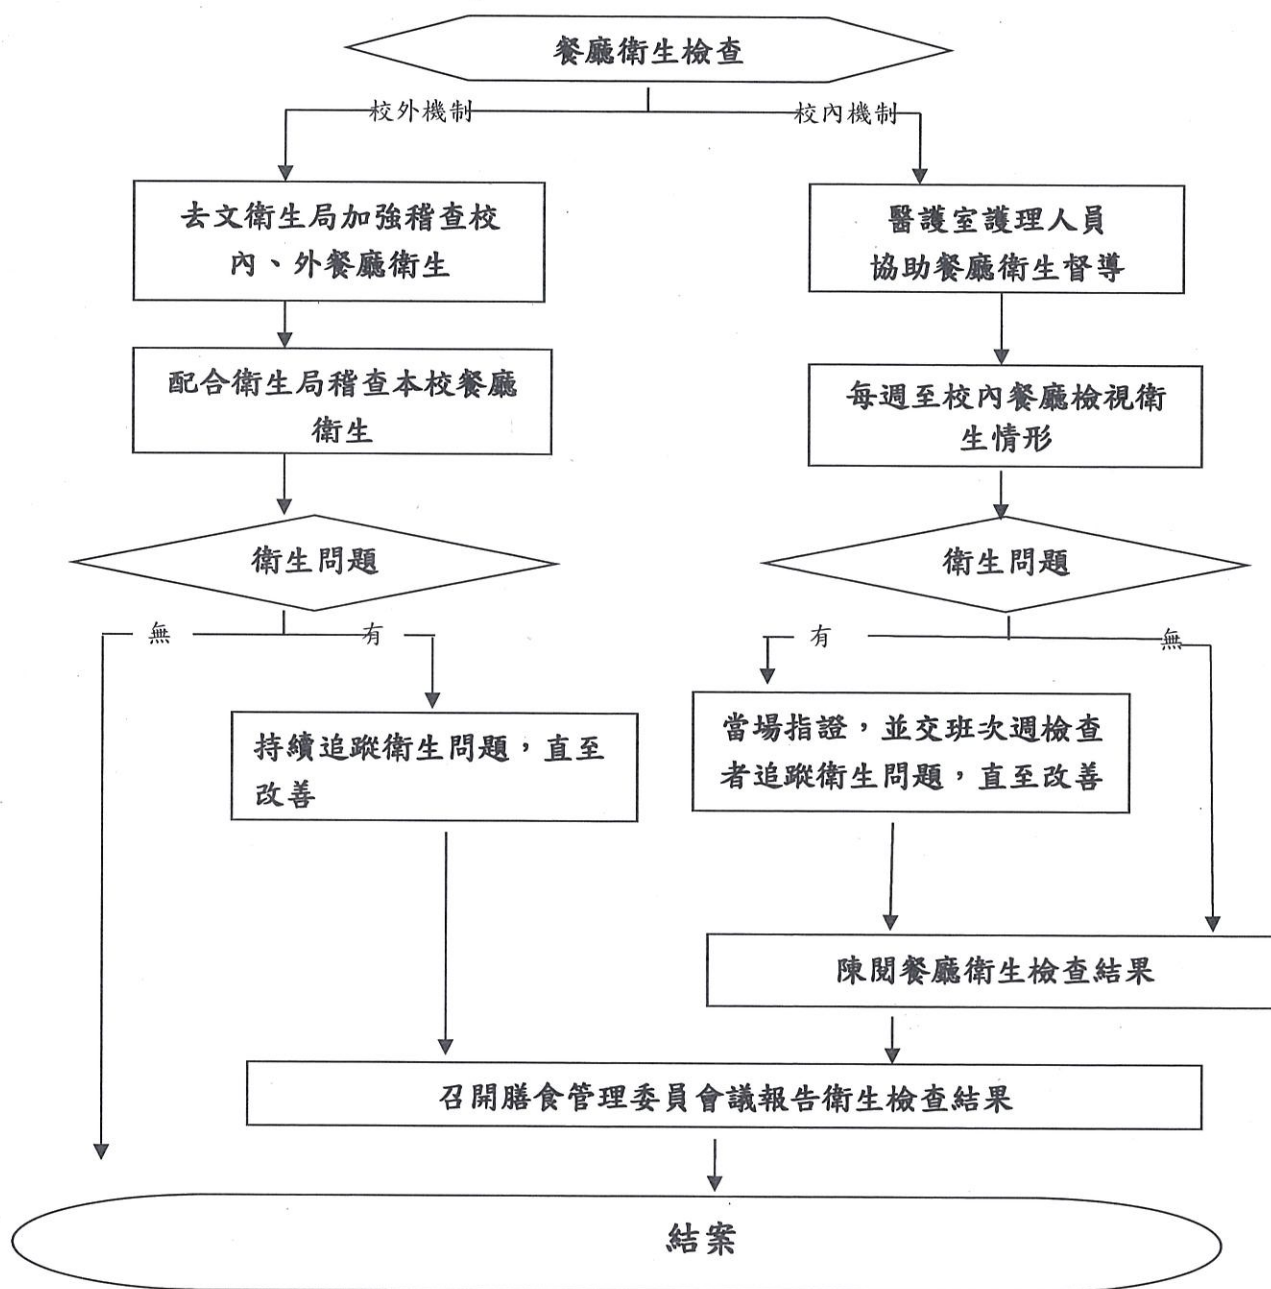 餐廳衛生檢查
校外機制
校內機制
去文衛生局加強稽查校
內、外餐廳衛生
醫護室護理人員
協助餐廳衛生督導
配合衛生局稽查本校餐廳
衛生
每週至校內餐廳檢視衛
生情形
衛生問題
衛生問題
無
有
有
無
持續追蹤衛生問題，直至
改善
當場指證，並交班次週檢查
者追蹤衛生問題，直至改善
陳閱餐廳衛生檢查結果
召開膳食管理委員會議報告衛生檢查結果
結案